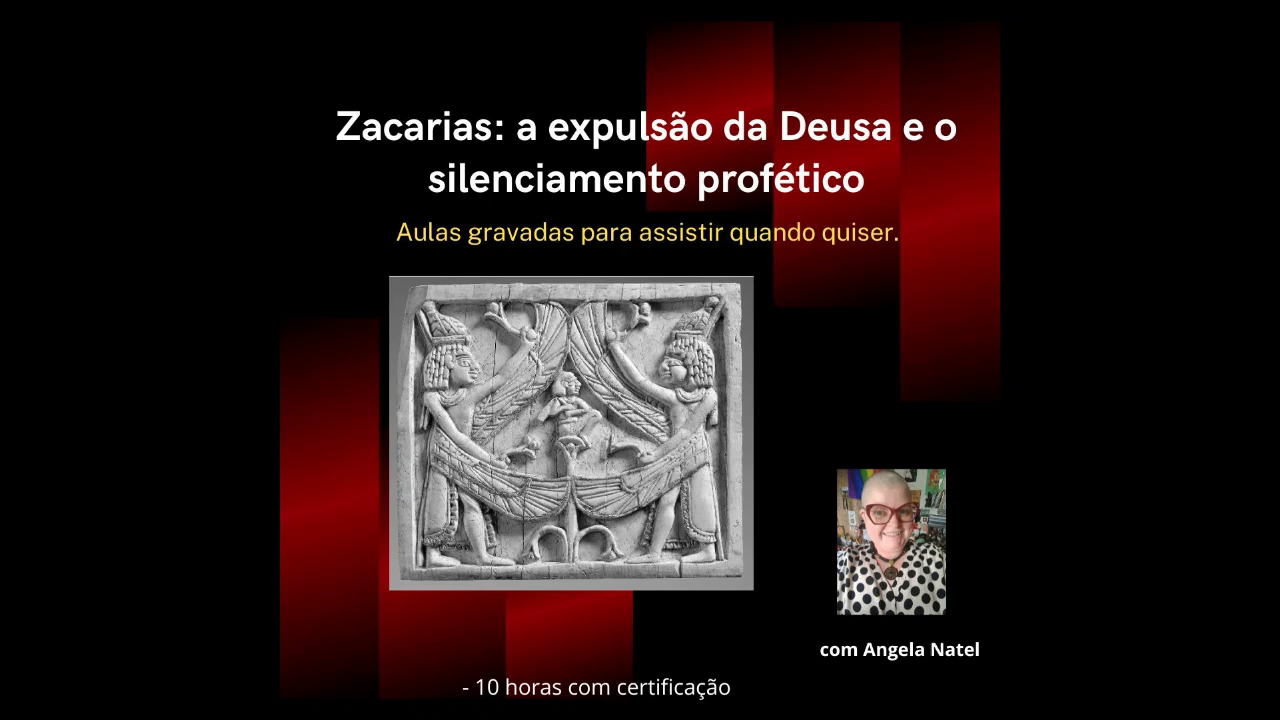 Zacarias: a expulsão da Deusa e o
silenciamento profético
Aulas gravadas para assistir quando quiser.
com Angela Natel
- 10 horas com certificação